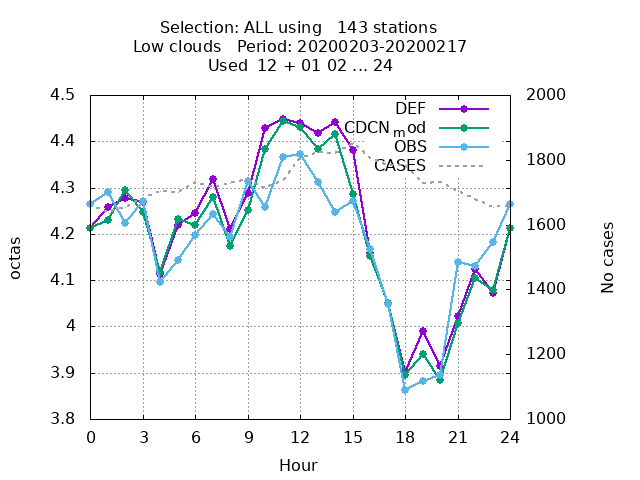 Selection: ALL using   143 stations
Low clouds   Period: 20200203-20200217
Used  12 + 01 02 ... 24
4.5
4.4
4.3
4.2
4.1
4
3.9
3.8
octas
DEF
CDCN_mod
OBS
CASES
2000
1800
1600
1400
1200
1000
No cases
0 3 6 9 12 15 18 21 24
Hour